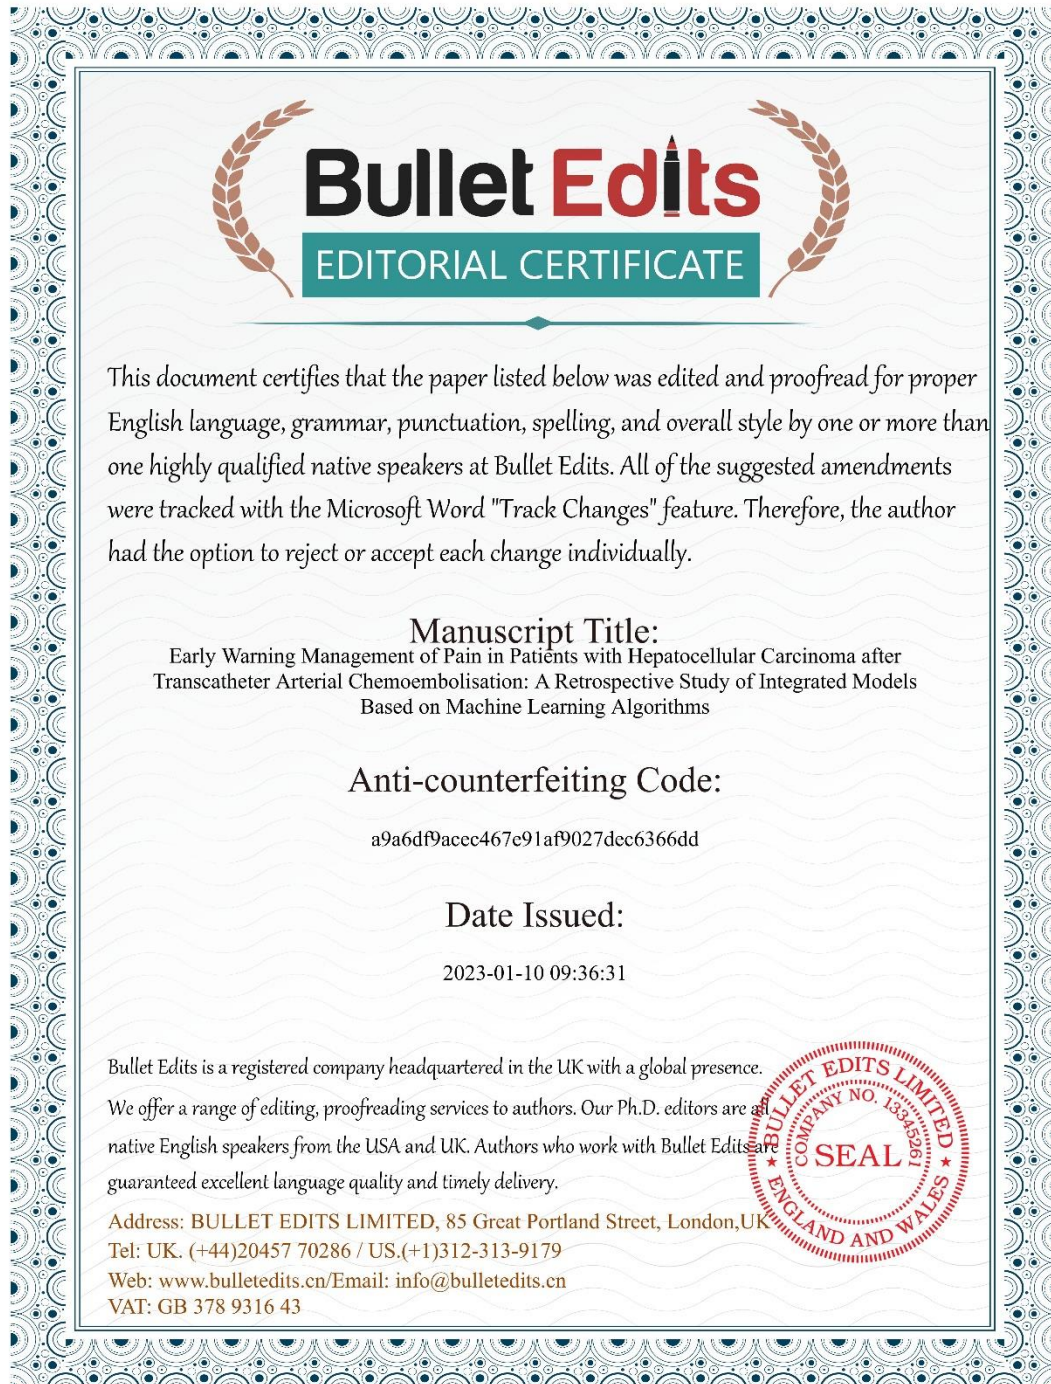 Bullet Edits
EDITORIAL CERTIFICATE
This document certifies that the paper listed below was edited and proofread for proper
English language, grammar, punctuation, spelling, and overall style by one or more than
one highly qualified native speakers at Bullet Edits. All of the suggested amendments
were tracked with the Microsoft Word "Track Changes" feature. Therefore, the author
had the option to reject or accept each change individually.
Manuscript Title:
Early Warning Management of Pain in Patients with Hepatocellular Carcinoma after
Transcatheter Arterial Chemoembolisation: A Retrospective Study of Integrated Models
Based on Machine Learning Algorithms
Anti-counterfeiting Code:
a9a6df9acec467e91af9027dec6366dd
Date Issued:
2023-01-10 09:36:31
Bullet Edits is a registered company headquartered in the UK with a global presence.
We offer a range of editing, proofreading services to authors. Our Ph.D. editors are all
native English speakers from the USA and UK. Authors who work with Bullet Edits are
guaranteed excellent language quality and timely delivery.
Address: BULLET EDITS LIMITED, 85 Great Portland Street, London,UK
Tel: UK. (+44)20457 70286 / US.(+1)312-313-9179
Web: www.bulletedits.cn/Email: info@bulletedits.cn
VAT: GB 378 9316 43
BULLET EDITS LIMITED
COMPANY NO. 13345261
SEAL
ENGLAND AND WALES